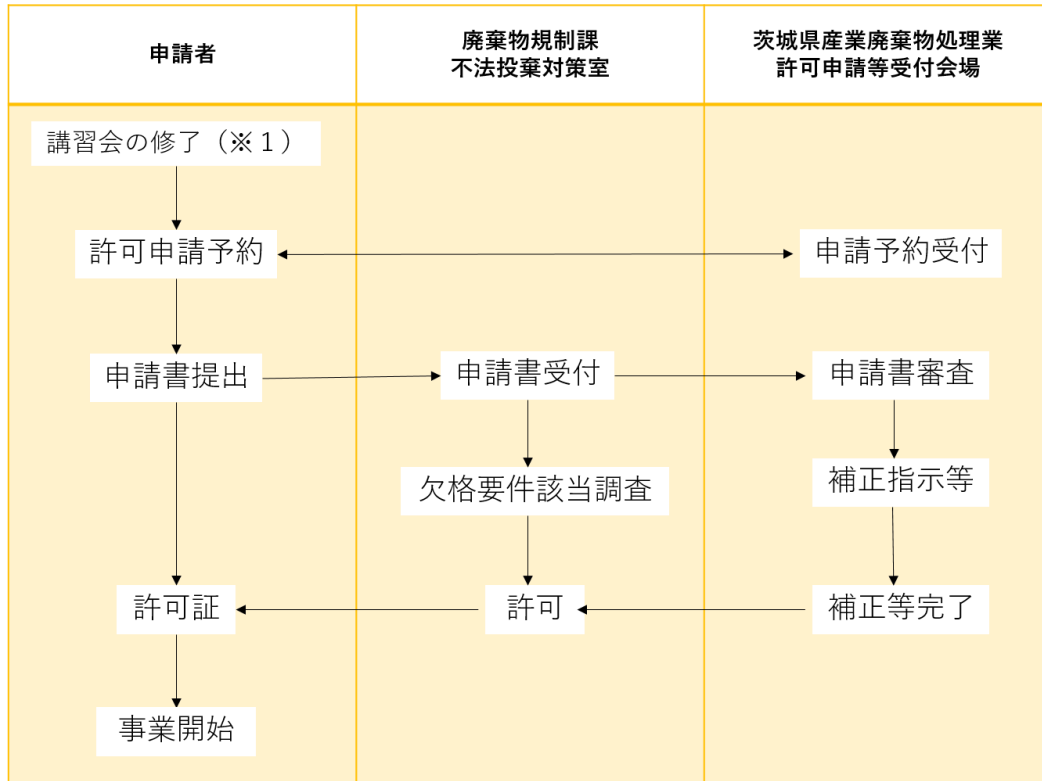 申請者
廃棄物規制課
不法投棄対策室
茨城県産業廃棄物処理業
許可申請等受付会場
講習会の修了（※１）
許可申請予約
申請予約受付
申請書提出
申請書受付
申請書審査
欠格要件該当調査
補正指示等
許可証
許可
補正等完了
事業開始